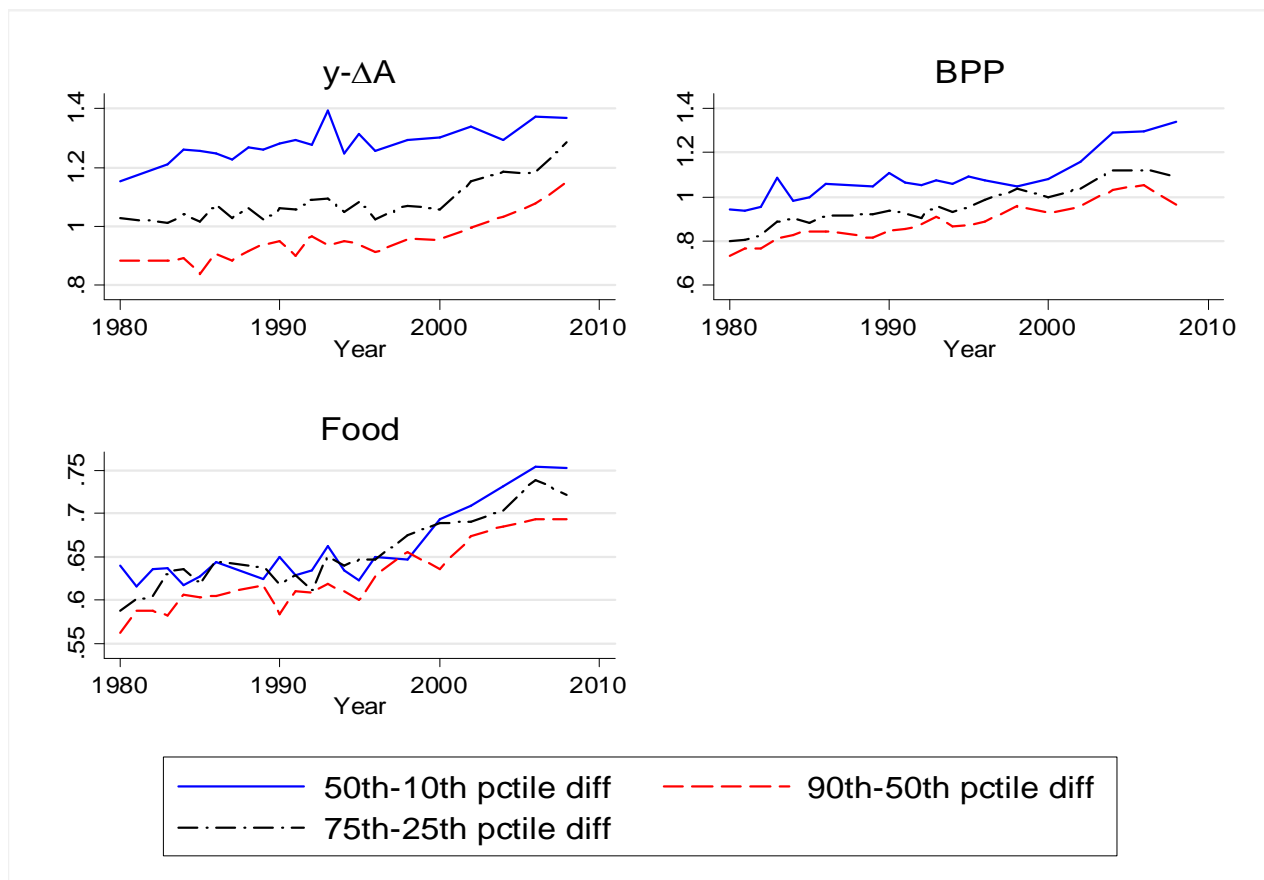 y-ΔA
1.4
1.2
1
.8
1980 1990 2000 2010
Year
BPP
1.4
1.2
1
.8
.6
1980 1990 2000 2010
Year
Food
.75
.7
.65
.6
.55
1980 1990 2000 2010
Year
50th-10th pctile diff 90th-50th pctile diff
75th-25th pctile diff